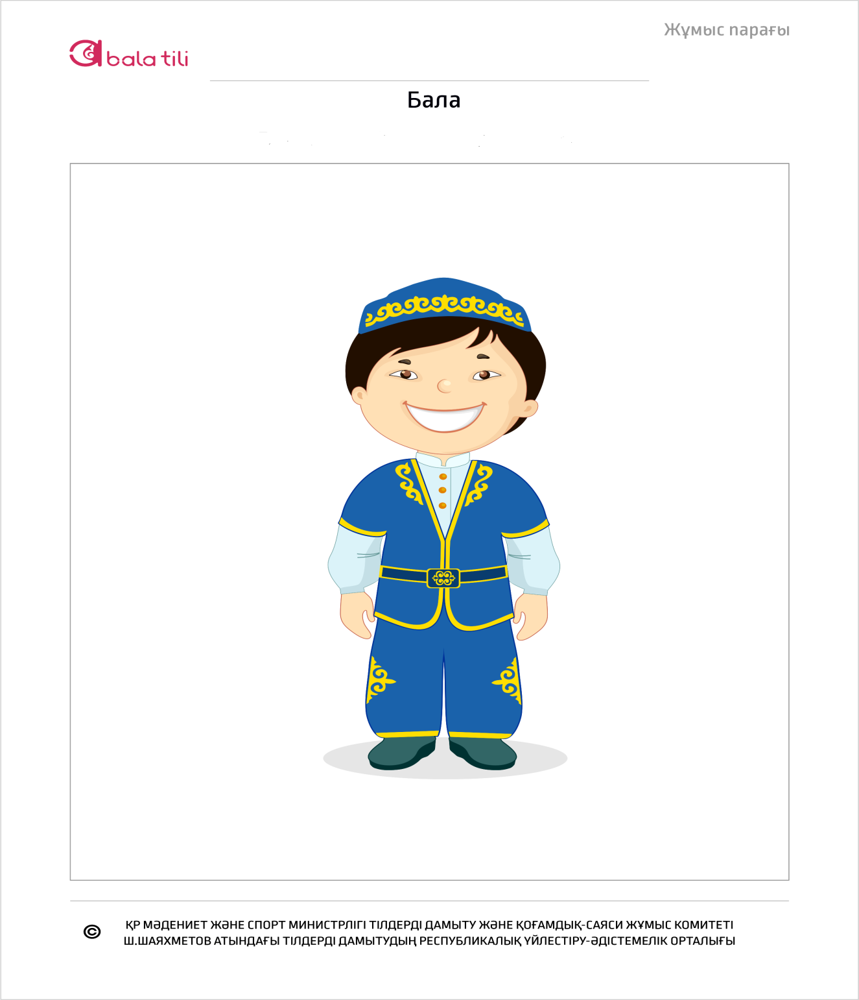 Жұмыс парағы
bala tili
Бала
© ҚР МӘДЕНИЕТ ЖӘНЕ СПОРТ МИНИСТРЛІГІ ТІЛДЕРДІ ДАМЫТУ ЖӘНЕ ҚОҒАМДЫҚ-САЯСИ ЖҰМЫС КОМИТЕТІ
Ш.ШАЯХМЕТОВ АТЫНДАҒЫ ТІЛДЕРДІ ДАМЫТУДЫҢ РЕСПУБЛИКАЛЫҚ ҮЙЛЕСТІРУ-ӘДІСТЕМЕЛІК ОРТАЛЫҒЫ